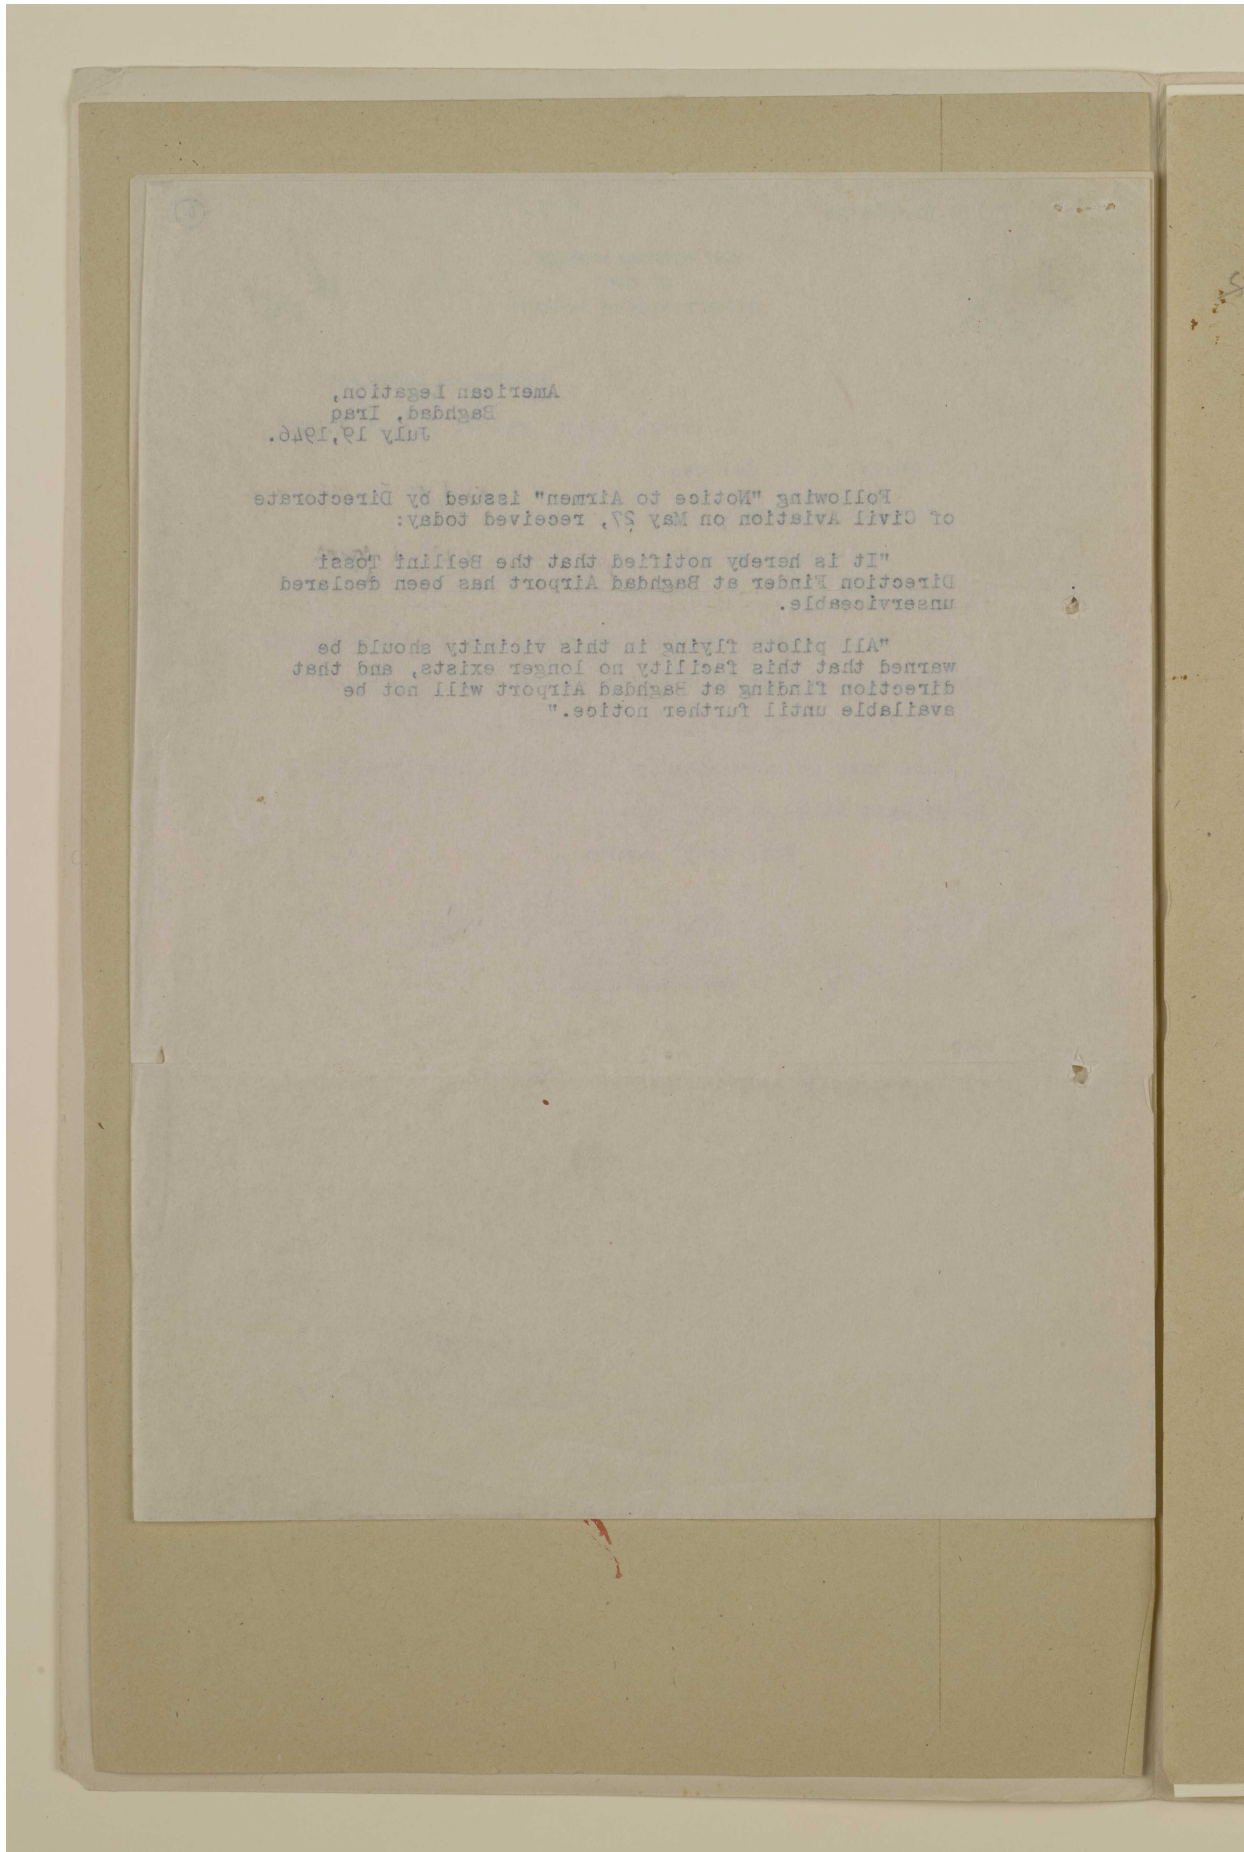 American Legation,
Baghdad, Iraq
July 19,1946.
Following "Notice to Airmen" issued by Directorate
of Civil Aviation on May 27, received today:
"It is hereby notified that the Bellini Tossi
Direction Finder at Baghdad Airport has been declared
unserviceable.
"All pilots flying in this vicinity should be
warned that this facility no longer exists, and that
direction finding at Baghdad Airport will not be
available until further notice."